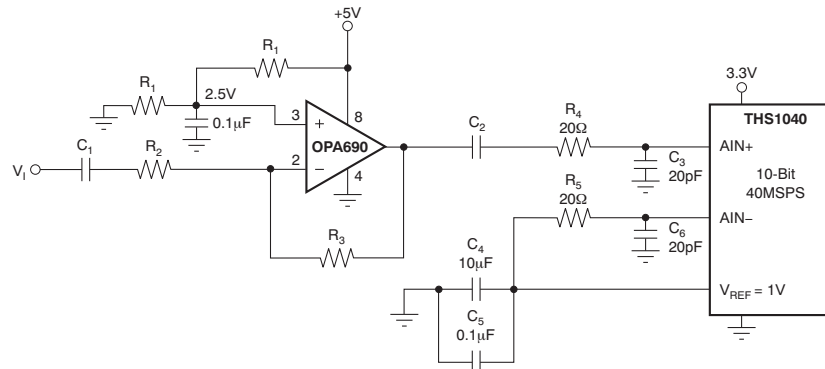 +5V
R1
R1
2.5V
0.1µF
3
+
8
OPA690
2
−
4
VI
C1
R2
R3
C2
R4
20Ω
C3
20pF
R5
20Ω
C6
20pF
C4
10µF
C5
0.1µF
3.3V
THS1040
AIN+
10-Bit
40MSPS
AIN−
VREF = 1V